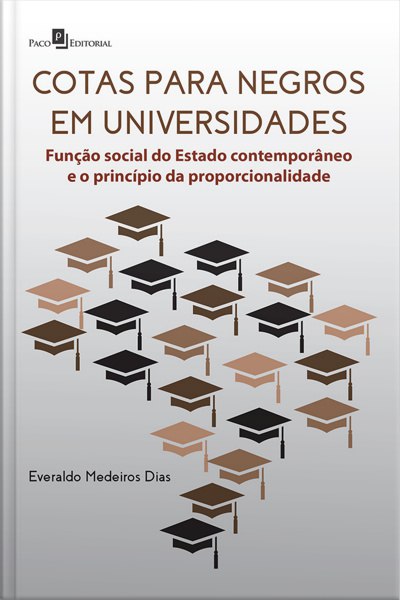 PACO EDITORIAL
COTAS PARA NEGROS
EM UNIVERSIDADES
Função social do Estado contemporâneo
e o princípio da proporcionalidade
Everaldo Medeiros Dias